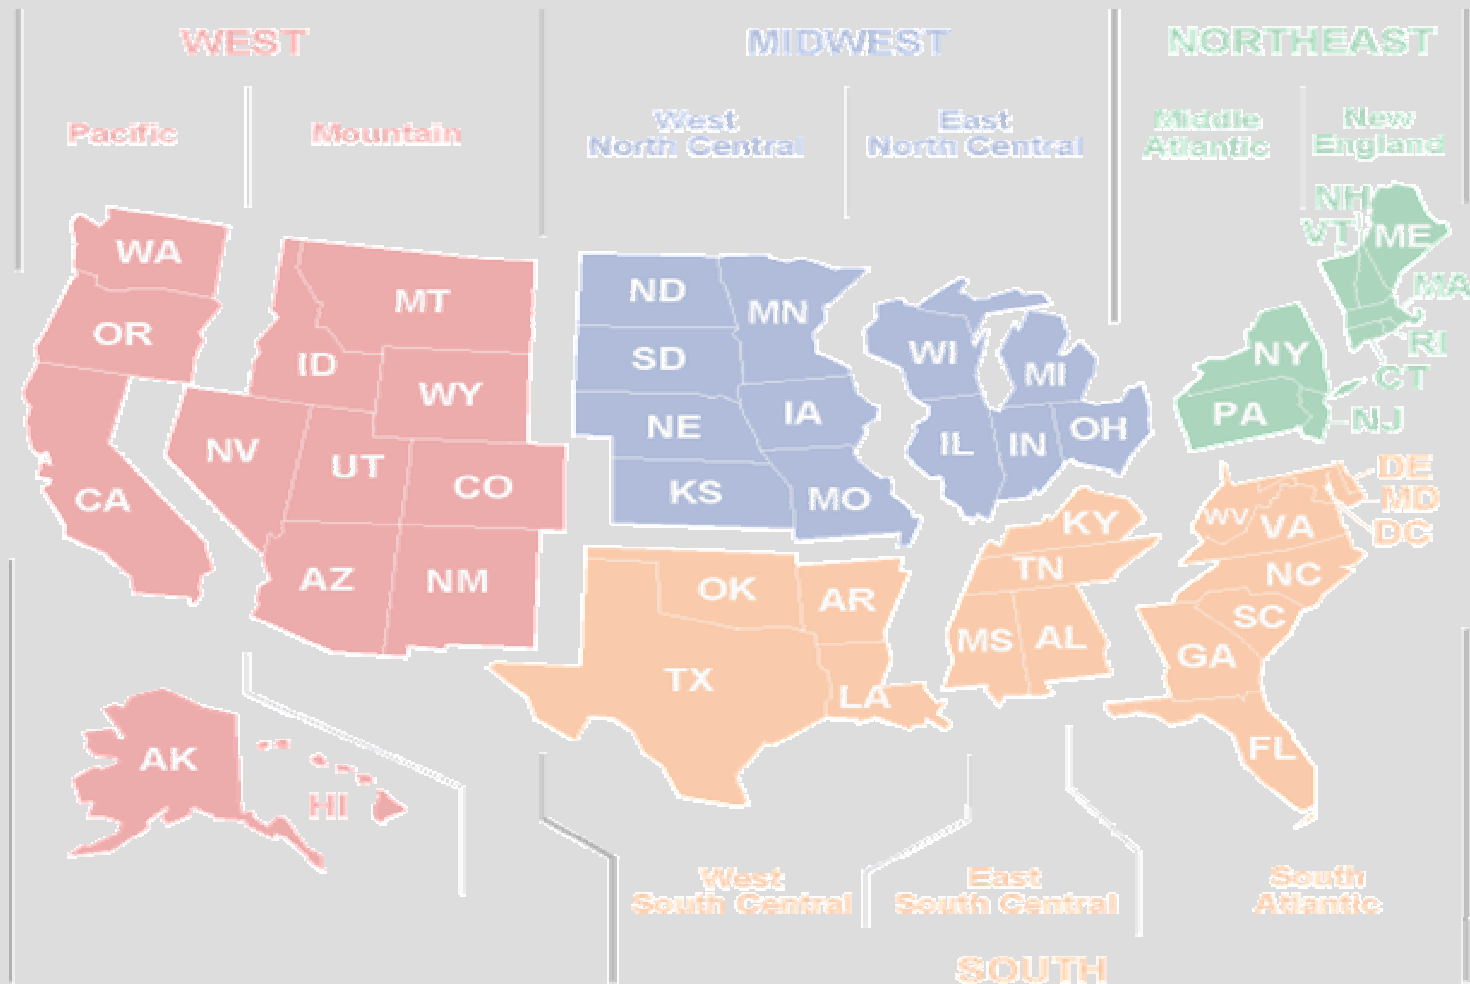 WEST
MIDWEST
NORTHEAST
Pacific
Mountain
West
North Central
East
North Central
Middle
Atlantic
New
England
WA
OR
CA
MT
ID
WY
NV
UT
CO
AZ
NM
AK
HI
ND
SD
NE
KS
MN
IA
MO
WI
MI
IL
IN
OH
NH
VT
ME
MA
RI
CT
NY
PA
NJ
DE
MD
DC
WV
VA
NC
SC
GA
FL
KY
TN
MS
AL
OK
AR
TX
LA
West
South Central
East
South Central
South
Atlantic
SOUTH